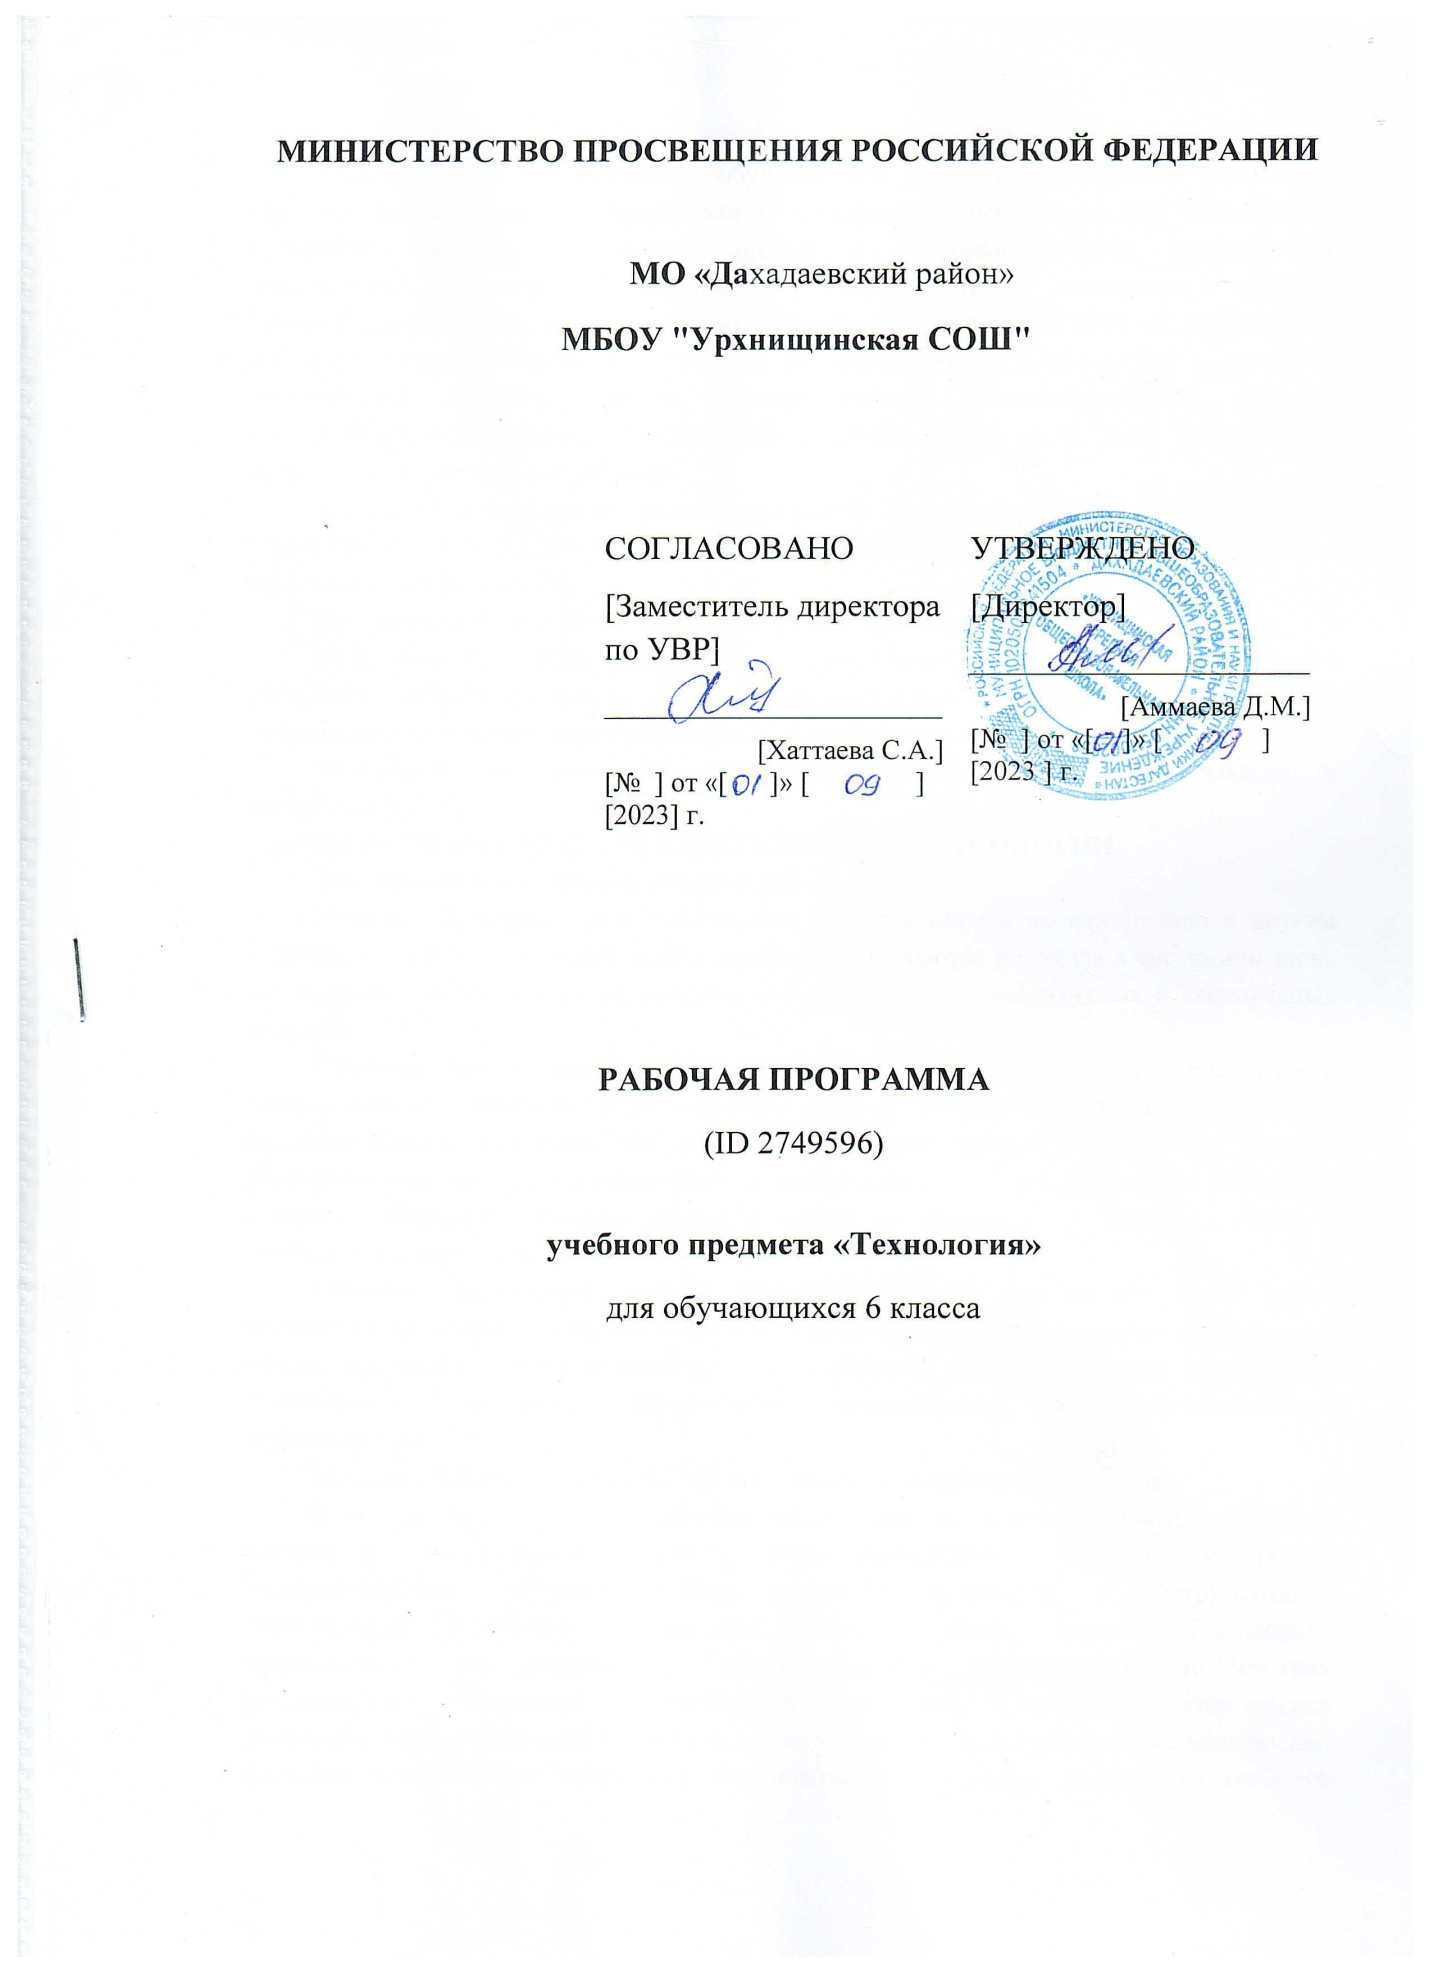 МИНИСТЕРСТВО ПРОСВЕЩЕНИЯ РОССИЙСКОЙ ФЕДЕРАЦИИ
МО «Дахадаевский район»
МБОУ "Урхнищинская СОШ"
СОГЛАСОВАНО
[Заместитель директора
по УВР]
[Хаттаева С.А.]
[№ ] от «[01]» [09]
[2023] г.
УТВЕРЖДЕНО
[Директор]
[Аммаева Д.М.]
[№ ] от «[01]» [09]
[2023 ] г.
РАБОЧАЯ ПРОГРАММА
(ID 2749596)
учебного предмета «Технология»
для обучающихся 6 класса